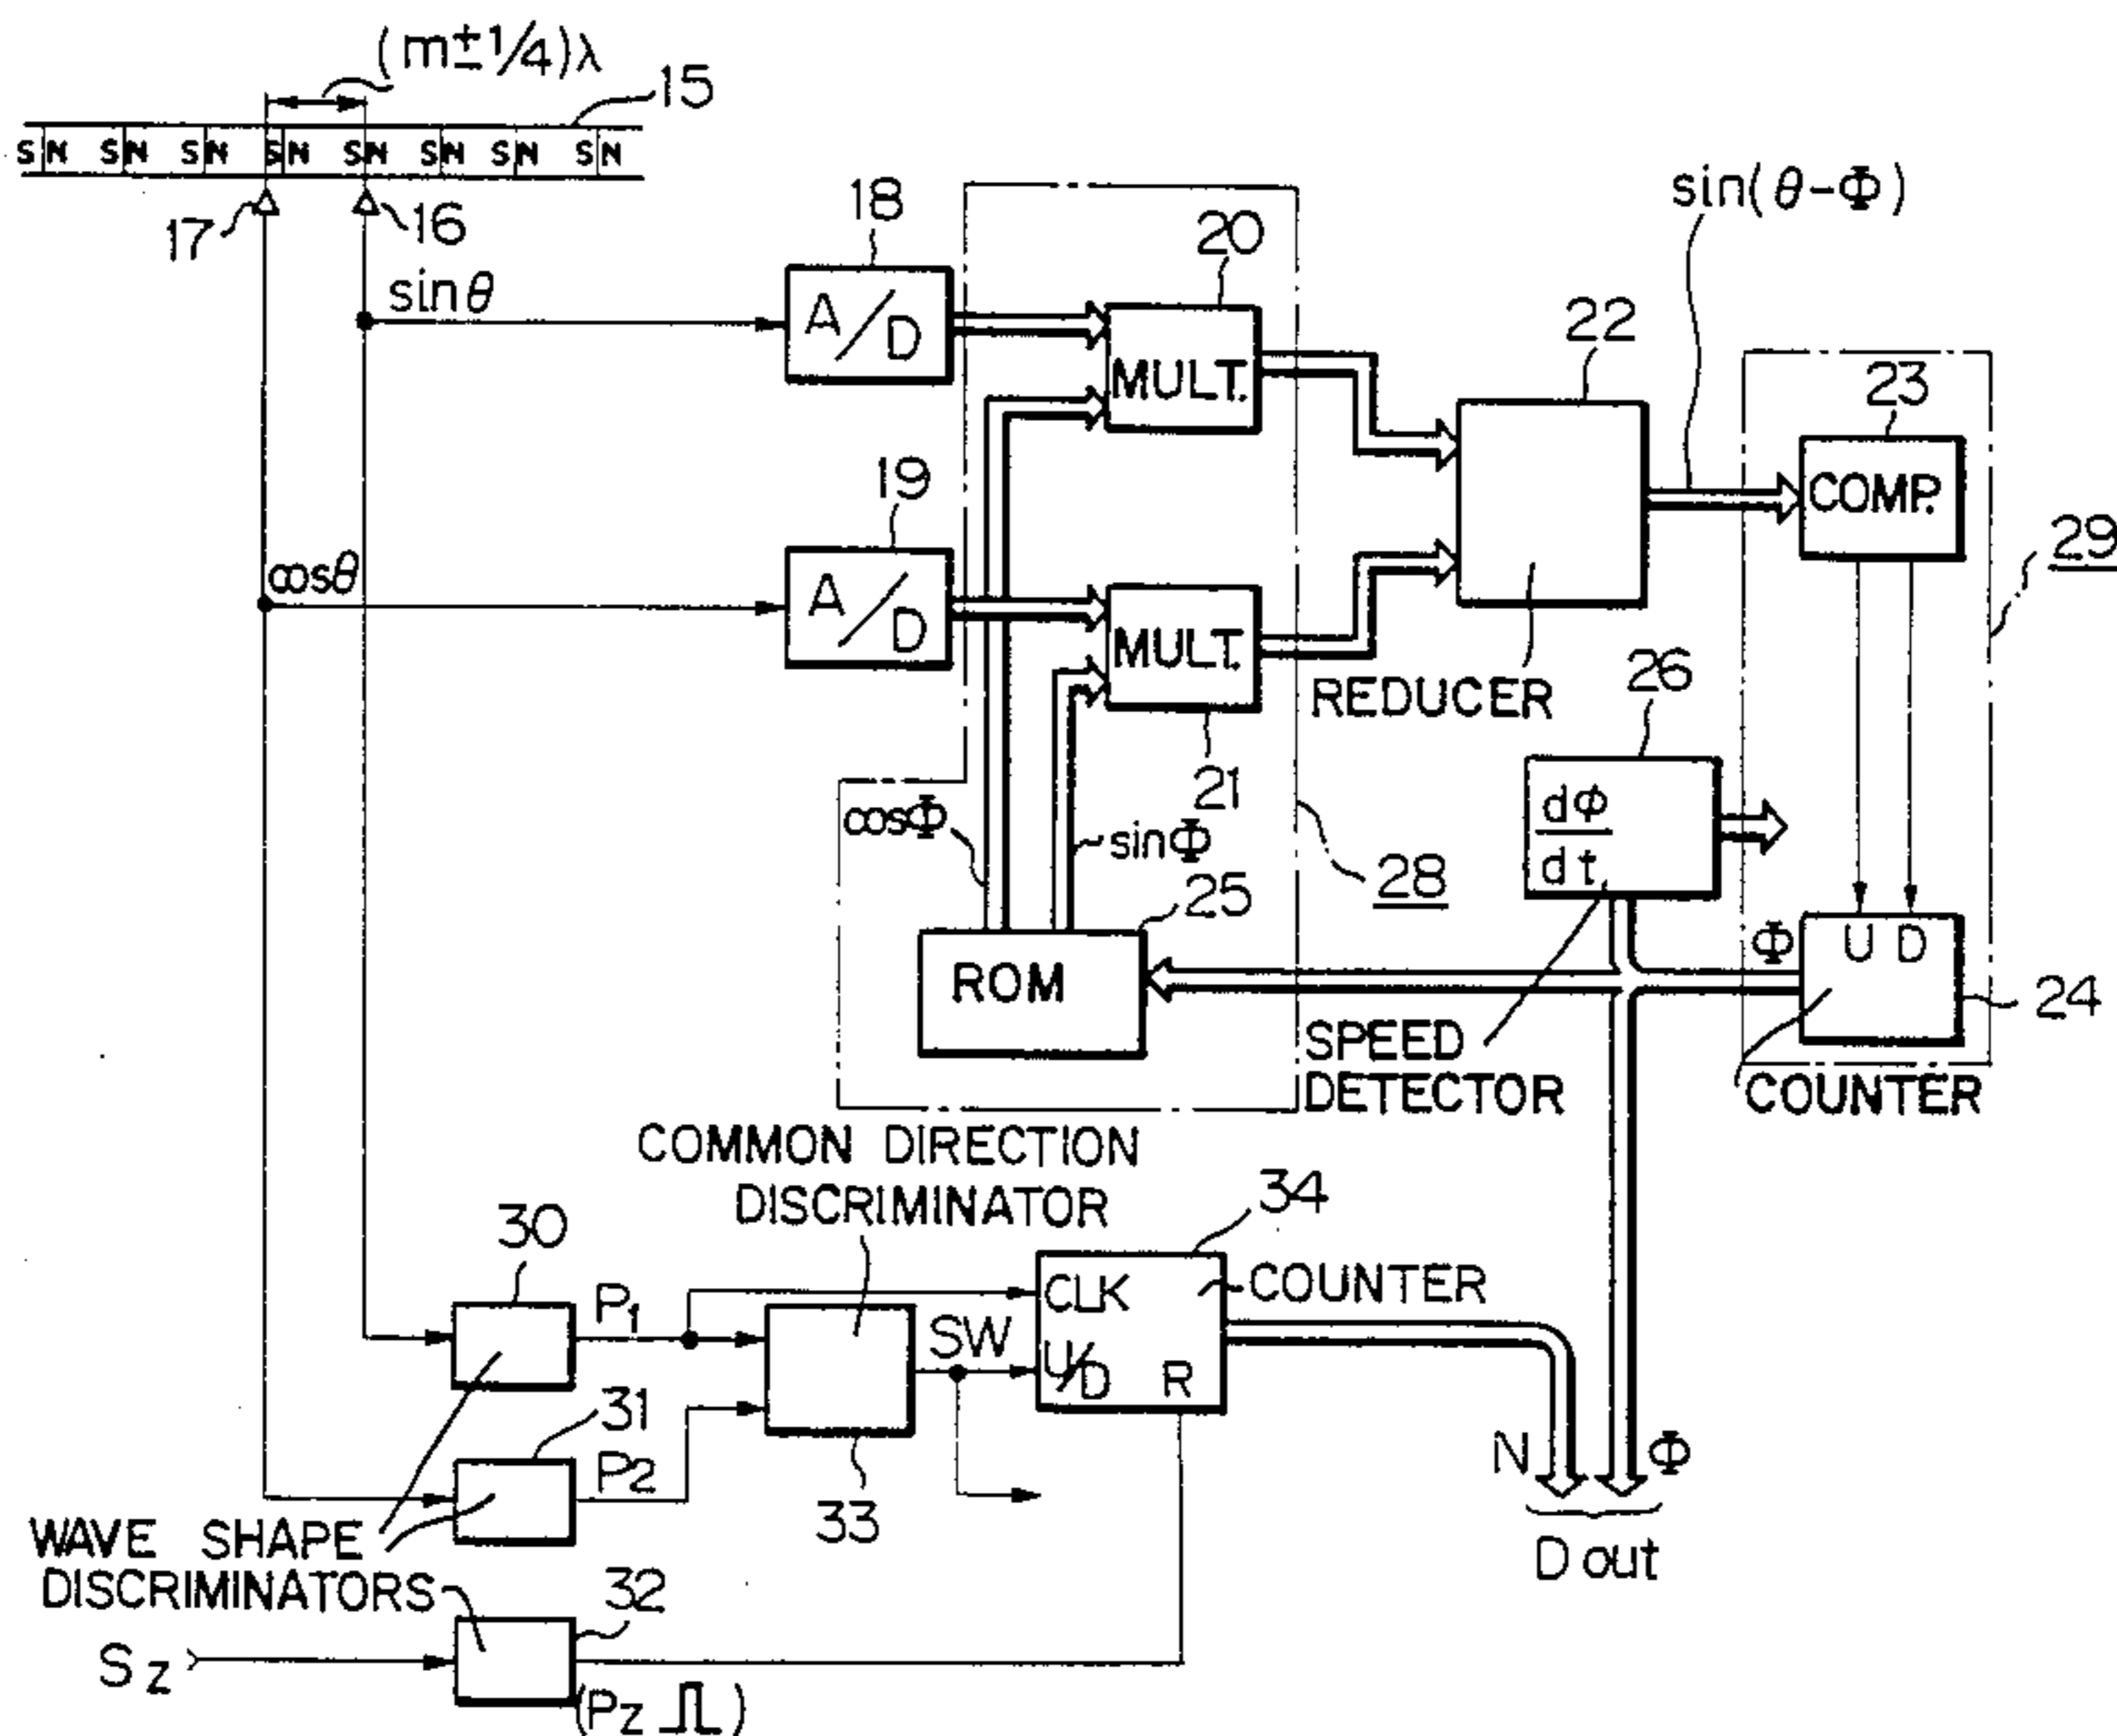 (m±1/4)λ
15
S N S N S N S N S N S N S N S N
17
16
sin θ
cosθ
18
A/D
19
A/D
20
MULT.
MULT.
21
cosΦ
sinΦ
25
ROM
28
22
REDUCER
sin(θ-Φ)
23
COMP.
29
26
dφ
dt
SPEED
DETECTOR
Φ
U D
24
COUNTER
COMMON DIRECTION
DISCRIMINATOR
34
30
P1
CLK
COUNTER
SW
U/D
R
31
P2
33
N
Φ
D out
WAVE SHAPE
DISCRIMINATORS
32
Sz
(Pz )